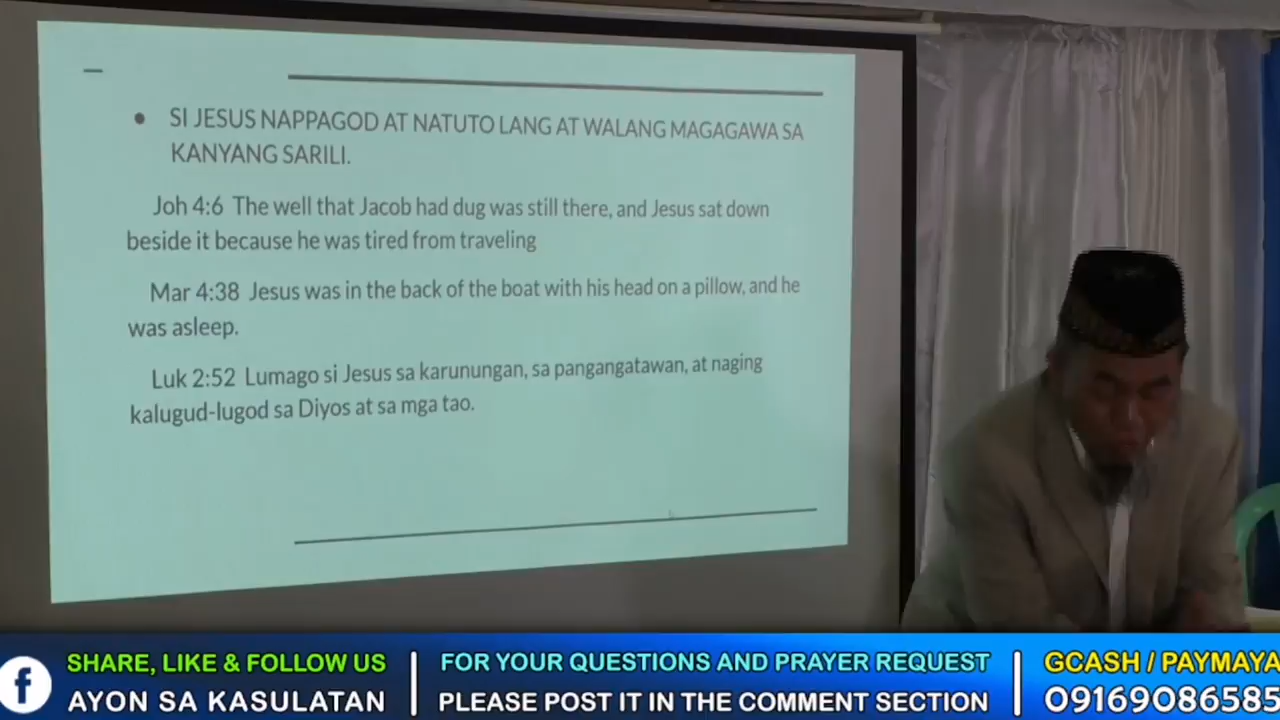 • SI JESUS NAPPAGOD AT NATUTO LANG AT WALANG MAGAGAWA SA
KANYANG SARILI.
Joh 4:6 The well that Jacob had dug was still there, and Jesus sat down
beside it because he was tired from traveling
Mar 4:38 Jesus was in the back of the boat with his head on a pillow, and he
was asleep.
Luk 2:52 Lumago si Jesus sa karunungan, sa pangangatawan, at naging
kalugud-lugod sa Diyos at sa mga tao.
f
SHARE, LIKE & FOLLOW US
AYON SA KASULATAN
FOR YOUR QUESTIONS AND PRAYER REQUEST
PLEASE POST IT IN THE COMMENT SECTION
GCASH / PAYMAYA
09169086585